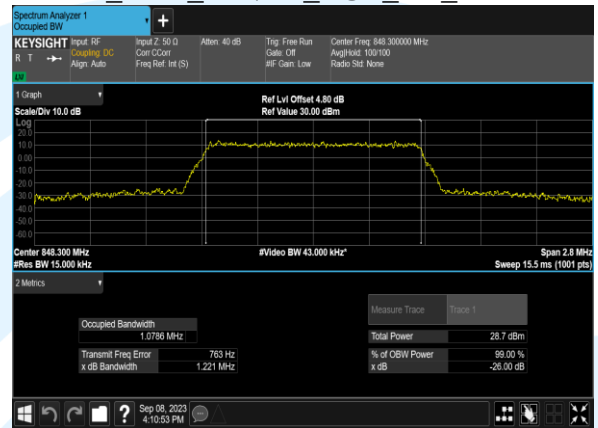 Spectrum Analyzer 1
Occupied BW
+
KEYSIGHT Input: RF Input Z: 50 Ω Atten: 40 dB Trig: Free Run Center Freq: 848.300000 MHz
R T Coupling: DC Corr CCorr Gate: Off Avg|Hold: 100/100
Align: Auto Freq Ref: Int (S) #IF Gain: Low Radio Std: None
LV
1 Graph
Ref Lvl Offset 4.80 dB
Scale/Div 10.0 dB Ref Value 30.00 dBm
Log
20.0
10.0
0.00
-10.0
-20.0
-30.0
-40.0
-50.0
-60.0
Center 848.300 MHz #Video BW 43.000 kHz* Span 2.8 MHz
#Res BW 15.000 kHz Sweep 15.5 ms (1001 pts)
2 Metrics
Measure Trace Trace 1
Occupied Bandwidth
1.0786 MHz Total Power 28.7 dBm
Transmit Freq Error 763 Hz % of OBW Power 99.00 %
x dB Bandwidth 1.221 MHz x dB -26.00 dB
? Sep 08, 2023
4:10:53 PM